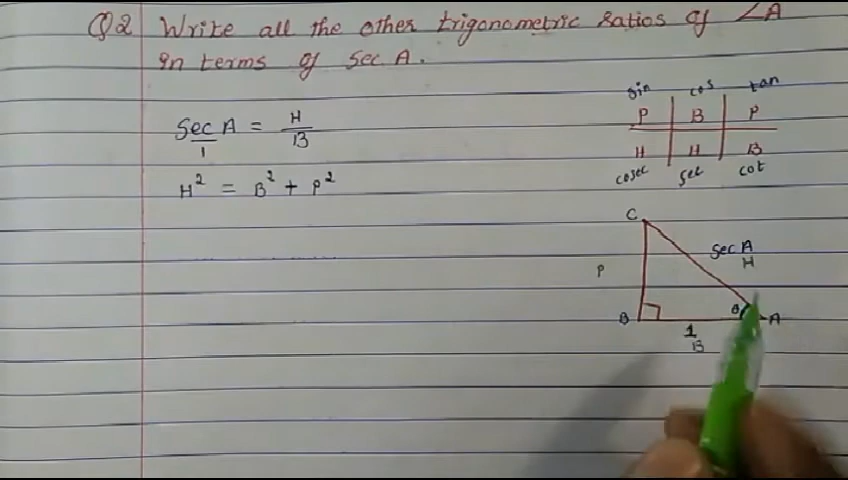 Q2 Write all the other trigonometric Ratios of ∠A
in terms of Sec A.
Sec A = H/B
1
H² = B² + P²
sin cos tan
P B P
H H B
cosec sec cot
C
Sec A
H
P
B θ A
1
B